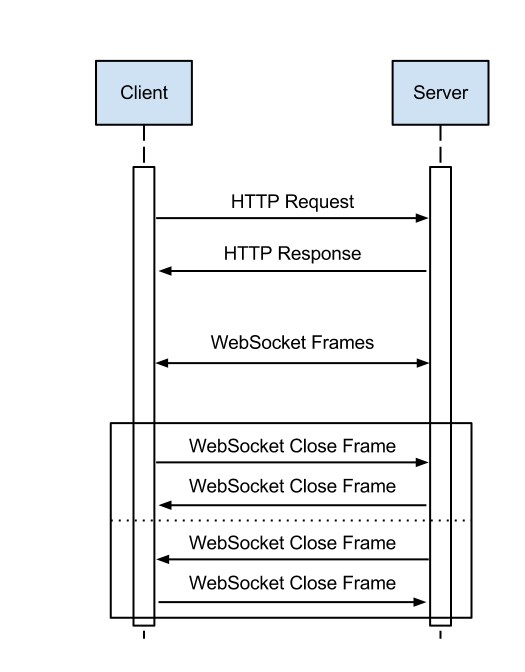 Client
Server
HTTP Request
HTTP Response
WebSocket Frames
WebSocket Close Frame
WebSocket Close Frame
WebSocket Close Frame
WebSocket Close Frame